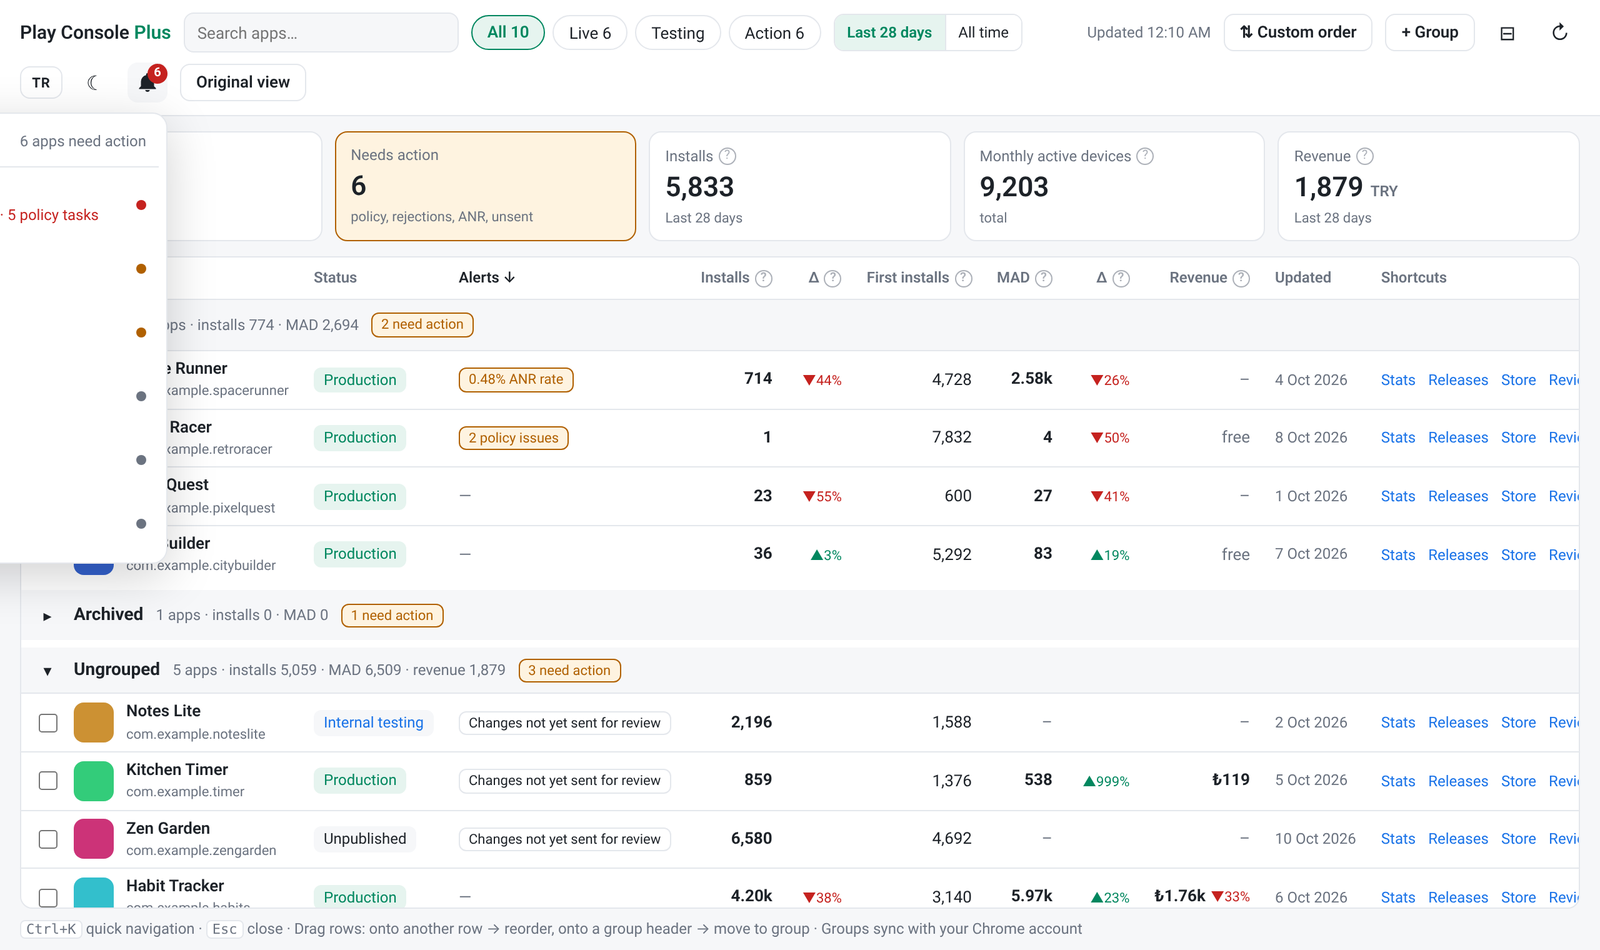 Play Console Plus
Search apps...
All 10
Live 6
Testing
Action 6
Last 28 days
All time
Updated 12:10 AM
Custom order
+ Group
TR
6
Original view
6 apps need action
· 5 policy tasks
Needs action
6
policy, rejections, ANR, unsent
Installs ?
5,833
Last 28 days
Monthly active devices ?
9,203
total
Revenue ?
1,879 TRY
Last 28 days
Status Alerts ↓ Installs ? Δ ? First installs ? MAD ? Δ ? Revenue ? Updated Shortcuts
· installs 774 · MAD 2,694 2 need action
Runner
Production 0.48% ANR rate 714 ▼44% 4,728 2.58k ▼26% – 4 Oct 2026 Stats Releases Store
.spacerunner
Racer
Production 2 policy issues 1 7,832 4 ▼50% free 8 Oct 2026 Stats Releases Store
.retroracer
Quest
Production — 23 ▼55% 600 27 ▼41% – 1 Oct 2026 Stats Releases Store
.pixelquest
Production — 36 ▲3% 5,292 83 ▲19% free 7 Oct 2026 Stats Releases Store
com.example.citybuilder
▸ Archived 1 apps · installs 0 · MAD 0 1 need action
▾ Ungrouped 5 apps · installs 5,059 · MAD 6,509 · revenue 1,879 3 need action
Notes Lite
Internal testing Changes not yet sent for review 2,196 1,588 – – 2 Oct 2026 Stats Releases Store
com.example.noteslite
Kitchen Timer
Production Changes not yet sent for review 859 1,376 538 ▲999% ₺119 5 Oct 2026 Stats Releases Store
com.example.timer
Zen Garden
Unpublished Changes not yet sent for review 6,580 4,692 – – 10 Oct 2026 Stats Releases Store
com.example.zengarden
Habit Tracker
Production — 4.20k ▼38% 3,140 5.97k ▲23% ₺1.76k ▼33% 6 Oct 2026 Stats Releases Store
Ctrl+K quick navigation · Esc close · Drag rows: onto another row → reorder, onto a group header → move to group · Groups sync with your Chrome account